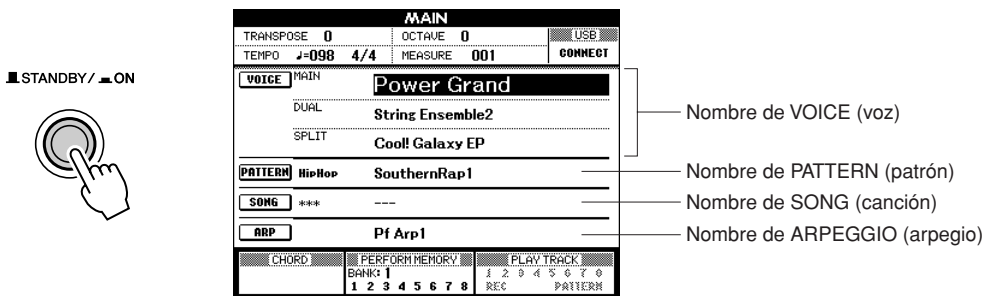 MAIN
TRANSPOSE 0 OCTAVE 0 USB
TEMPO ♩=098 4/4 MEASURE 001 CONNECT
STANDBY/ ON
VOICE MAIN Power Grand
DUAL String Ensemble2
SPLIT Cool! Galaxy EP
Nombre de VOICE (voz)
PATTERN HipHop SouthernRap1
Nombre de PATTERN (patrón)
SONG *** ---
Nombre de SONG (canción)
ARP Pf Arp1
Nombre de ARPEGGIO (arpegio)
CHORD PERFORM MEMORY PLAY TRACK
BANK: 1 1 2 3 4 5 6 7 8
1 2 3 4 5 6 7 8 REC PATTERN